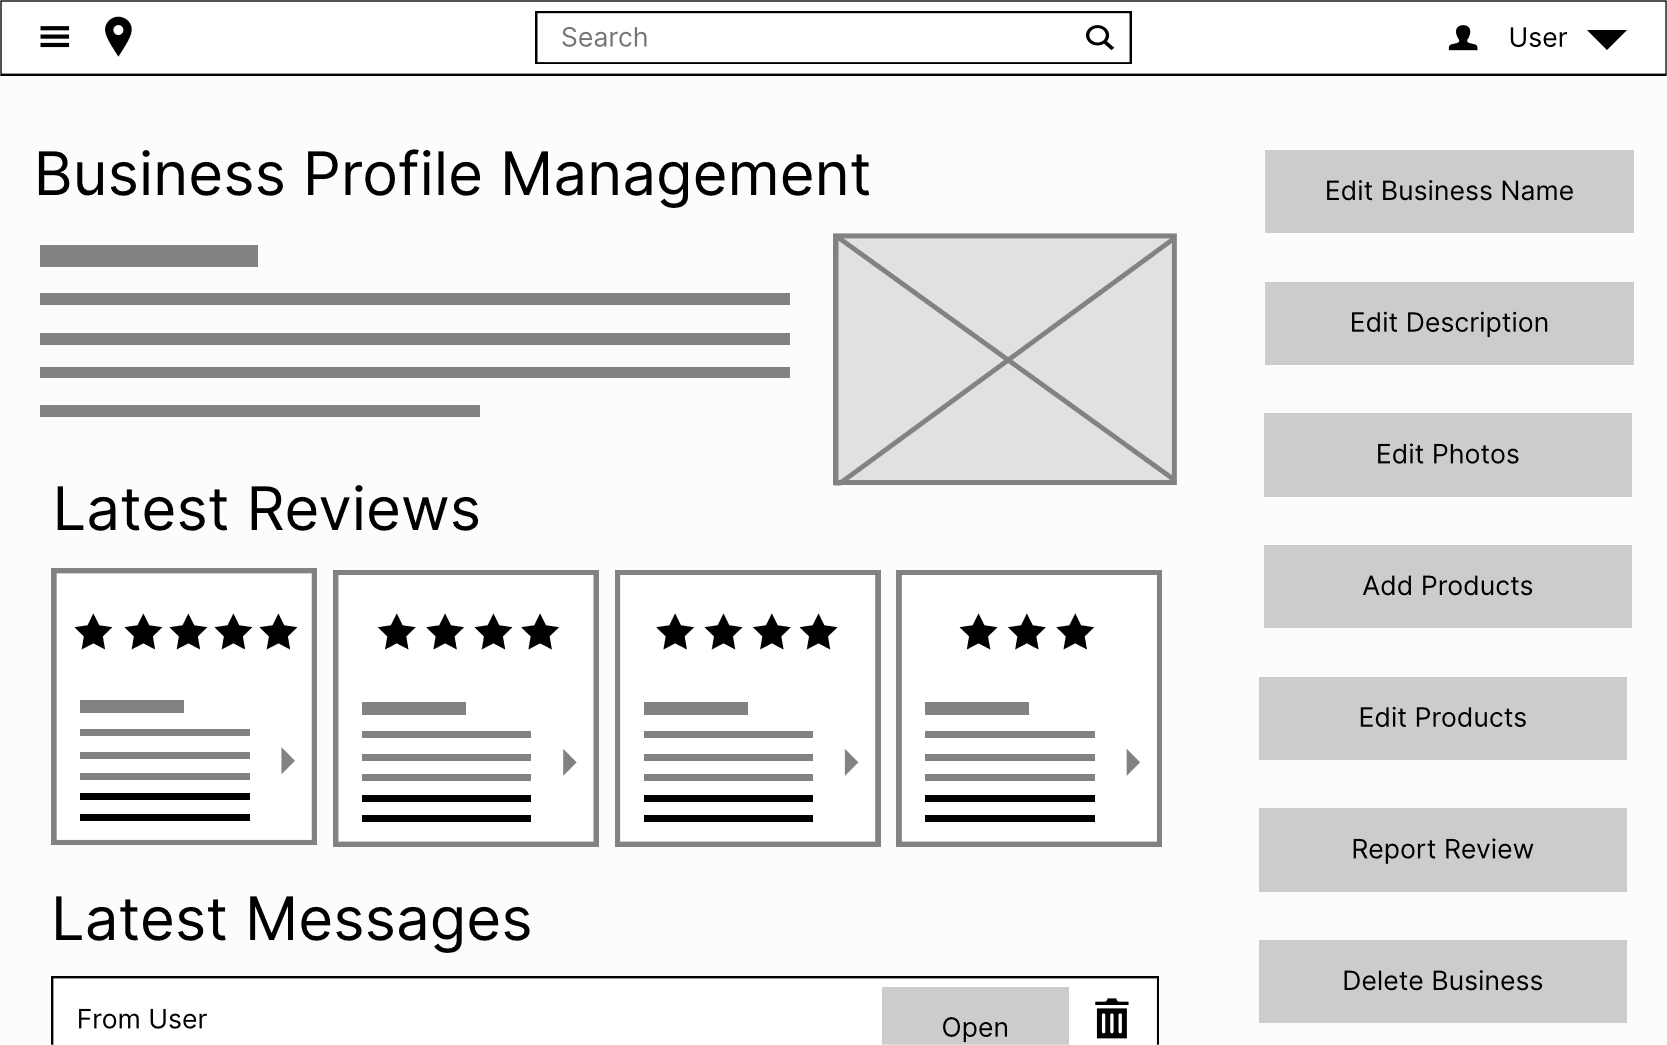 Search
User
Business Profile Management
Edit Business Name
Edit Description
Edit Photos
Add Products
Edit Products
Report Review
Delete Business
Latest Reviews
Latest Messages
From User
Open